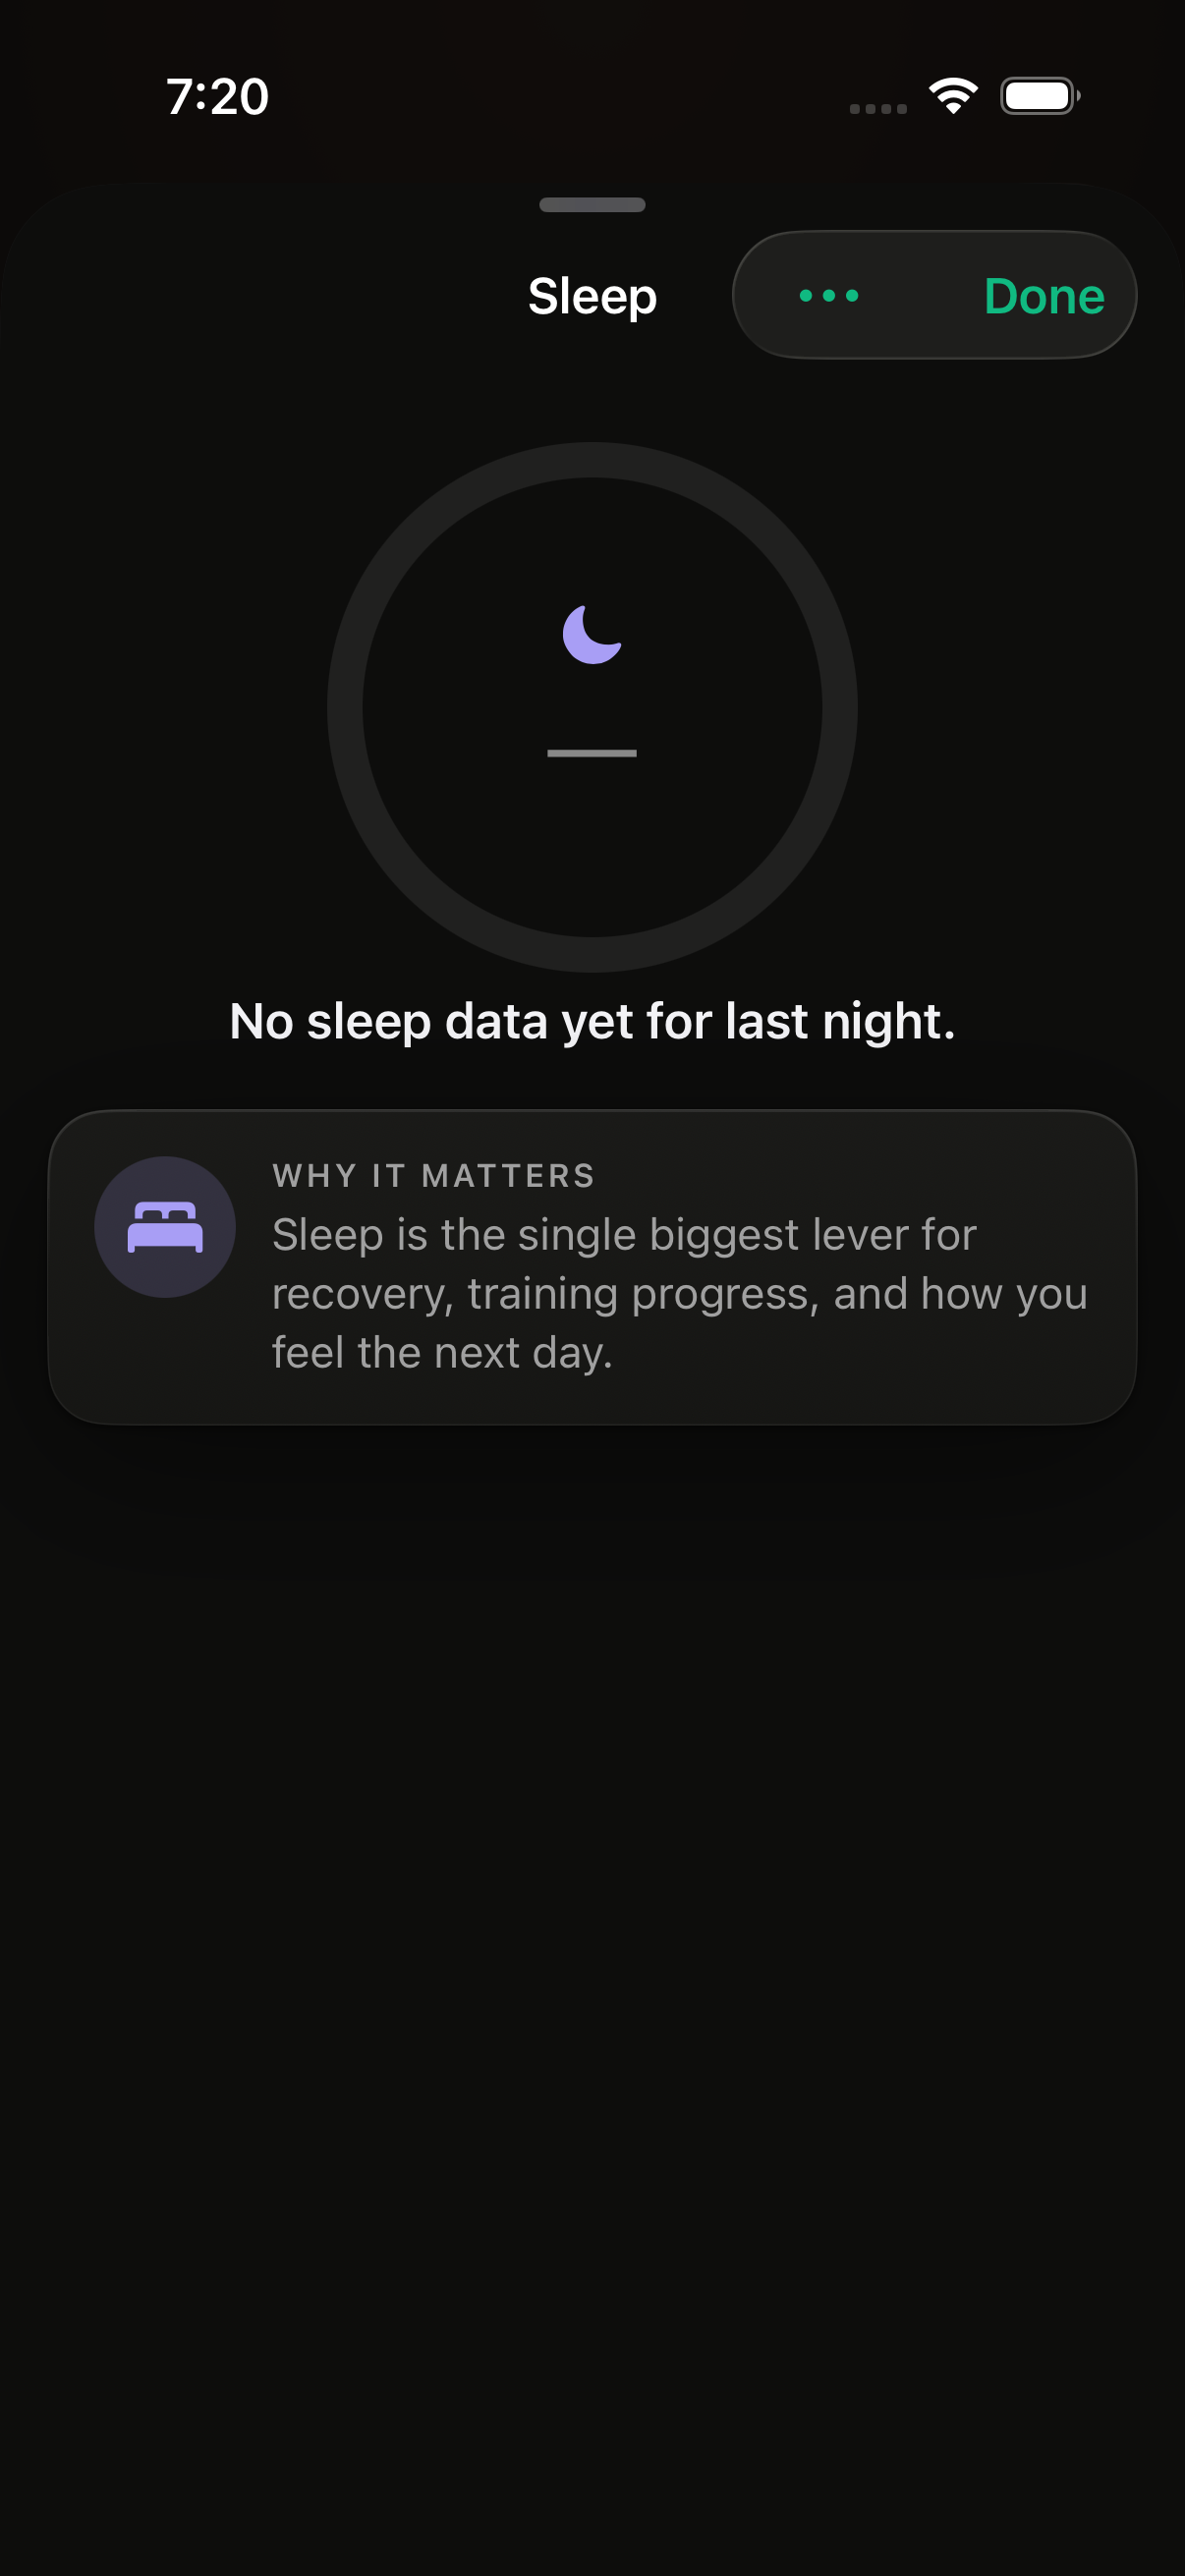 7:20
Sleep
Done
—
No sleep data yet for last night.
WHY IT MATTERS
Sleep is the single biggest lever for
recovery, training progress, and how you
feel the next day.